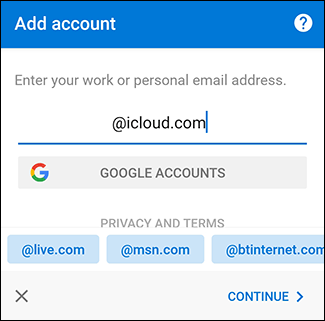 Add account
?
Enter your work or personal email address.
@icloud.com
GOOGLE ACCOUNTS
PRIVACY AND TERMS
@live.com @msn.com @btinternet.com
CONTINUE